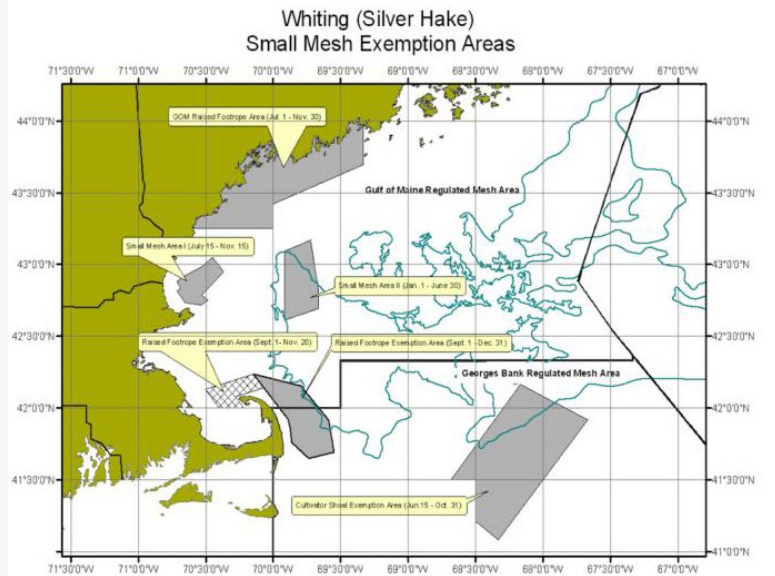 Whiting (Silver Hake)
Small Mesh Exemption Areas
71°30'0"W 71°0'0"W 70°30'0"W 70°0'0"W 69°30'0"W 69°0'0"W 68°30'0"W 68°0'0"W 67°30'0"W 67°0'0"W
44°0'0"N 44°0'0"N
GOM Raised Footrope Area (Jul. 1 - Nov. 30)
43°30'0"N 43°30'0"N
Gulf of Maine Regulated Mesh Area
Small Mesh Area I (July 15 - Nov. 15)
43°0'0"N 43°0'0"N
Small Mesh Area II (Jan. 1 - June 30)
42°30'0"N 42°30'0"N
Raised Footrope Exemption Area (Sept. 1- Nov. 20)
Raised Footrope Exemption Area (Sept. 1 - Dec. 31)
Georges Bank Regulated Mesh Area
42°0'0"N 42°0'0"N
41°30'0"N 41°30'0"N
Cultivator Shoal Exemption Area (Jun.15 - Oct. 31)
41°0'0"N 41°0'0"N
71°30'0"W 71°0'0"W 70°30'0"W 70°0'0"W 69°30'0"W 69°0'0"W 68°30'0"W 68°0'0"W 67°30'0"W 67°0'0"W